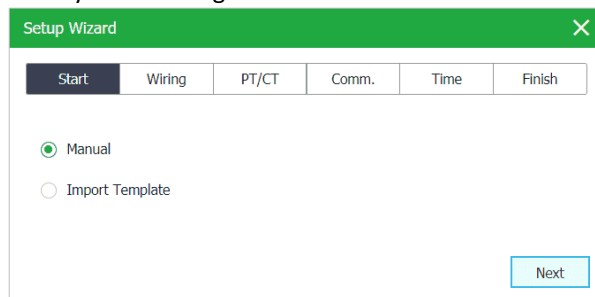 Setup Wizard
Start Wiring PT/CT Comm. Time Finish
Manual
Import Template
Next